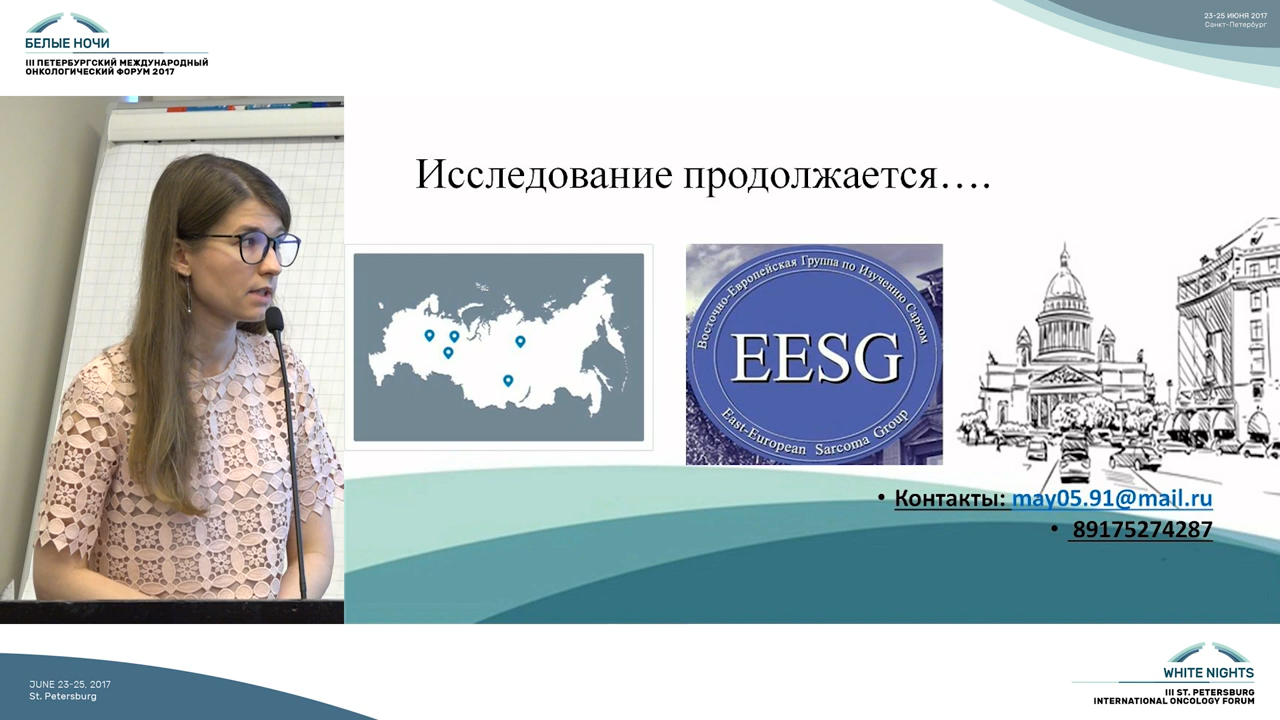 БЕЛЫЕ НОЧИ
III ПЕТЕРБУРГСКИЙ МЕЖДУНАРОДНЫЙ
ОНКОЛОГИЧЕСКИЙ ФОРУМ 2017
23-25 ИЮНЯ 2017
Санкт-Петербург
Исследование продолжается….
Восточно-Европейская Группа по Изучению Сарком
EESG
East-European Sarcoma Group
• Контакты: may05.91@mail.ru
• 89175274287
JUNE 23-25, 2017
St. Petersburg
WHITE NIGHTS
III ST. PETERSBURG
INTERNATIONAL ONCOLOGY FORUM